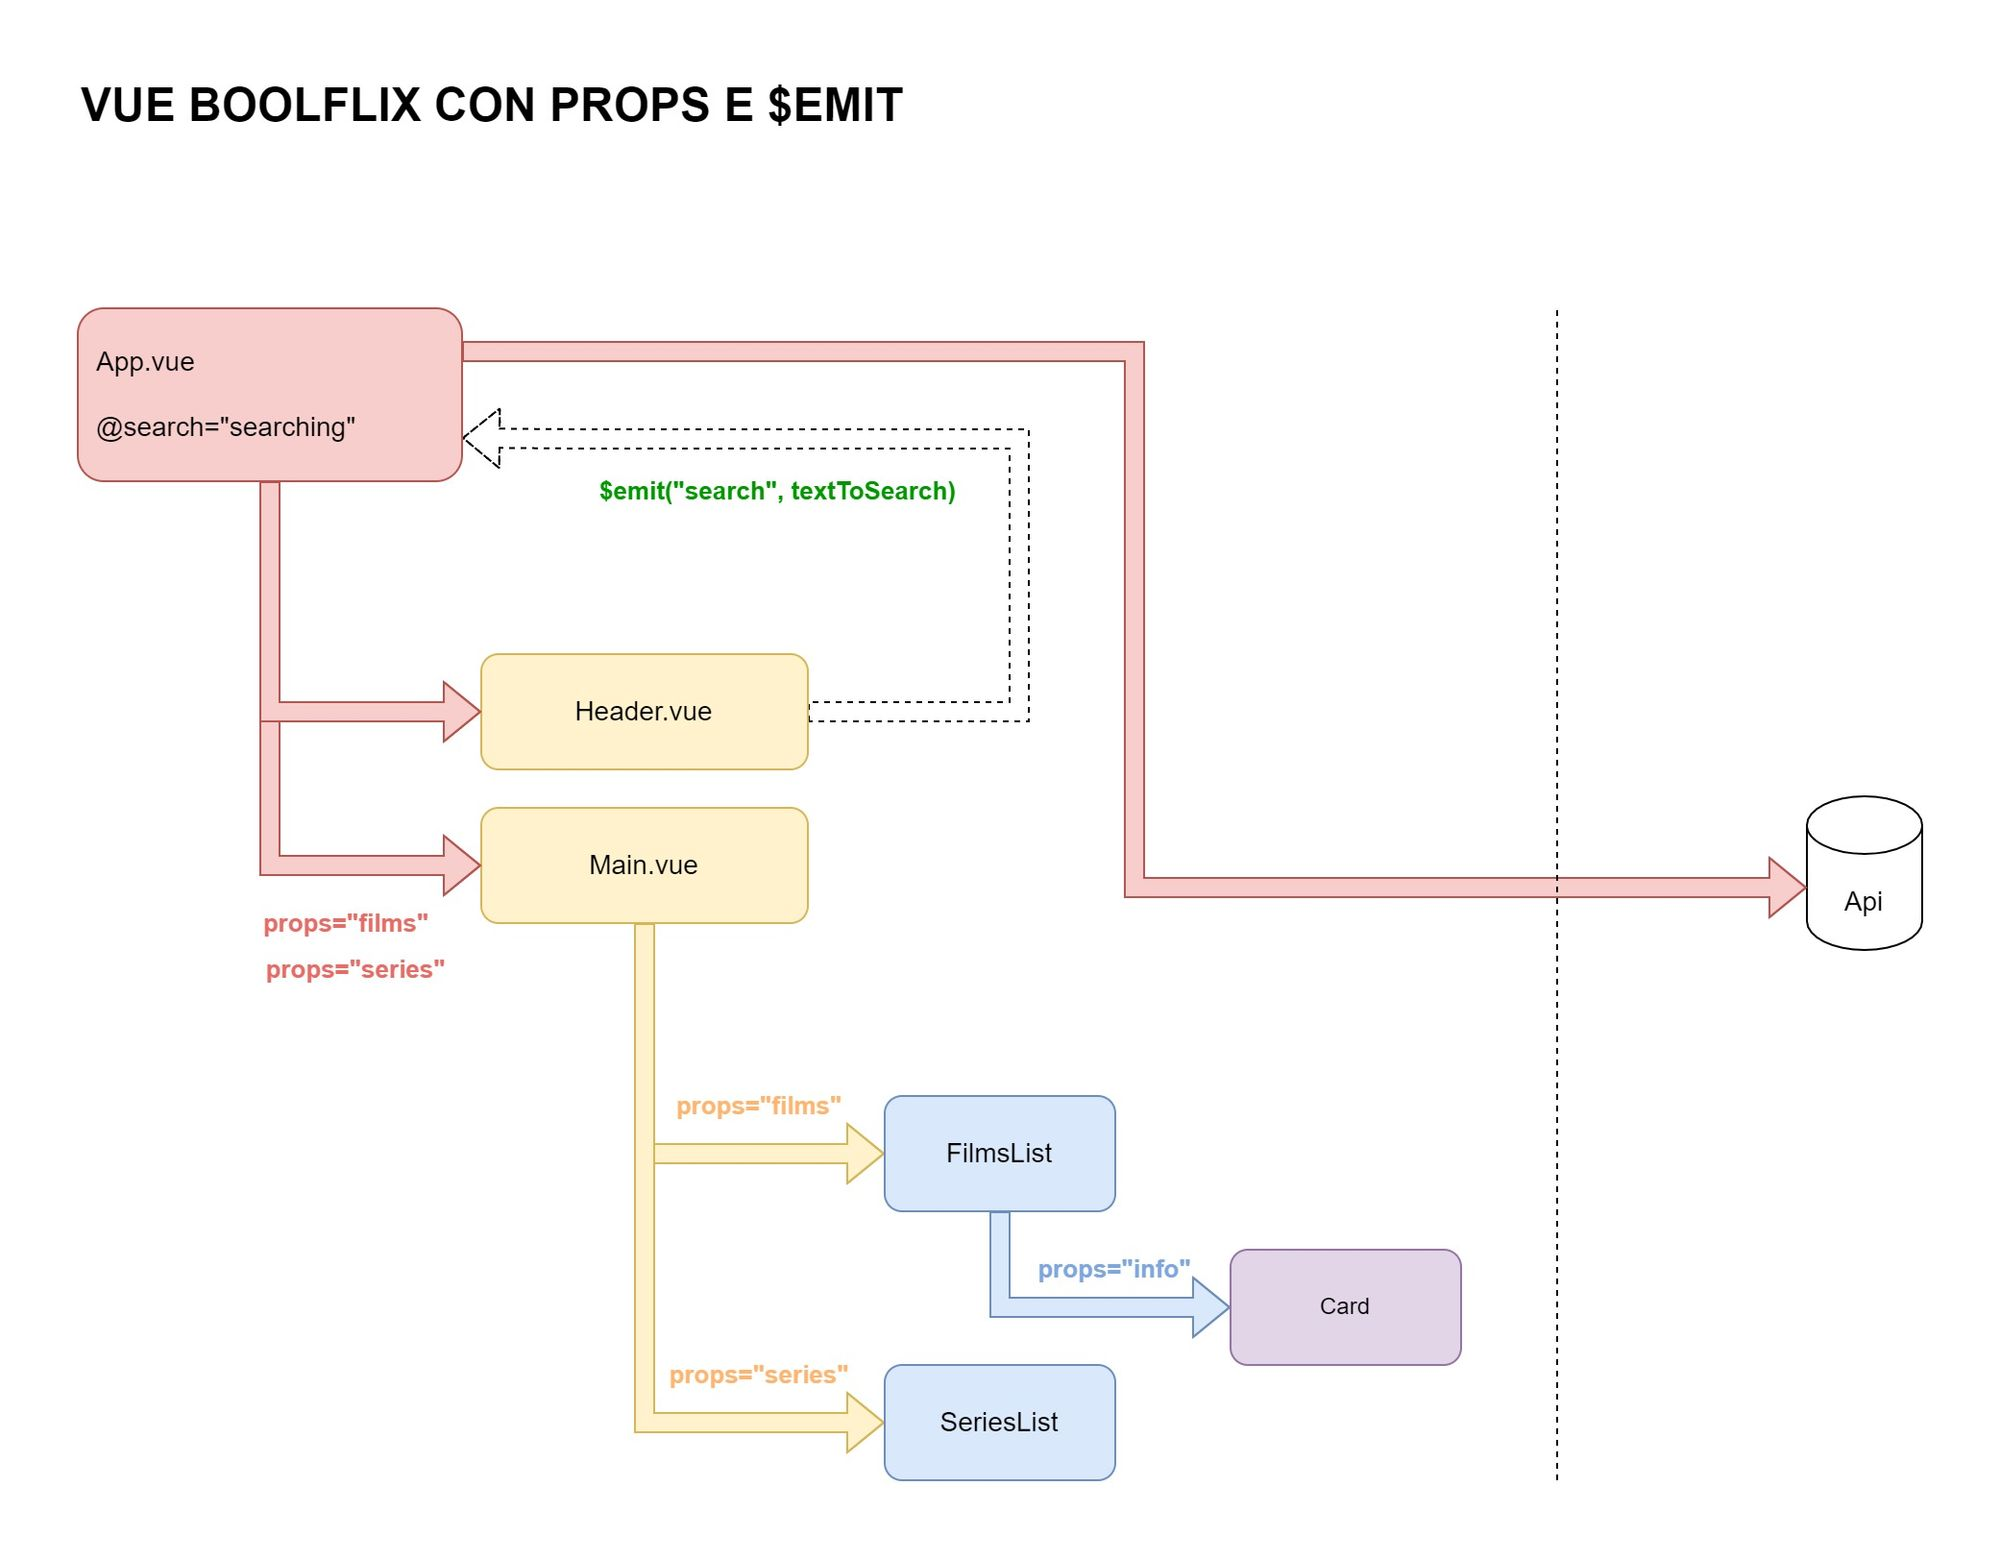 VUE BOOLFLIX CON PROPS E $EMIT
App.vue
@search="searching"
$emit("search", textToSearch)
Header.vue
Main.vue
Api
props="films"
props="series"
props="films"
FilmsList
props="info"
Card
props="series"
SeriesList